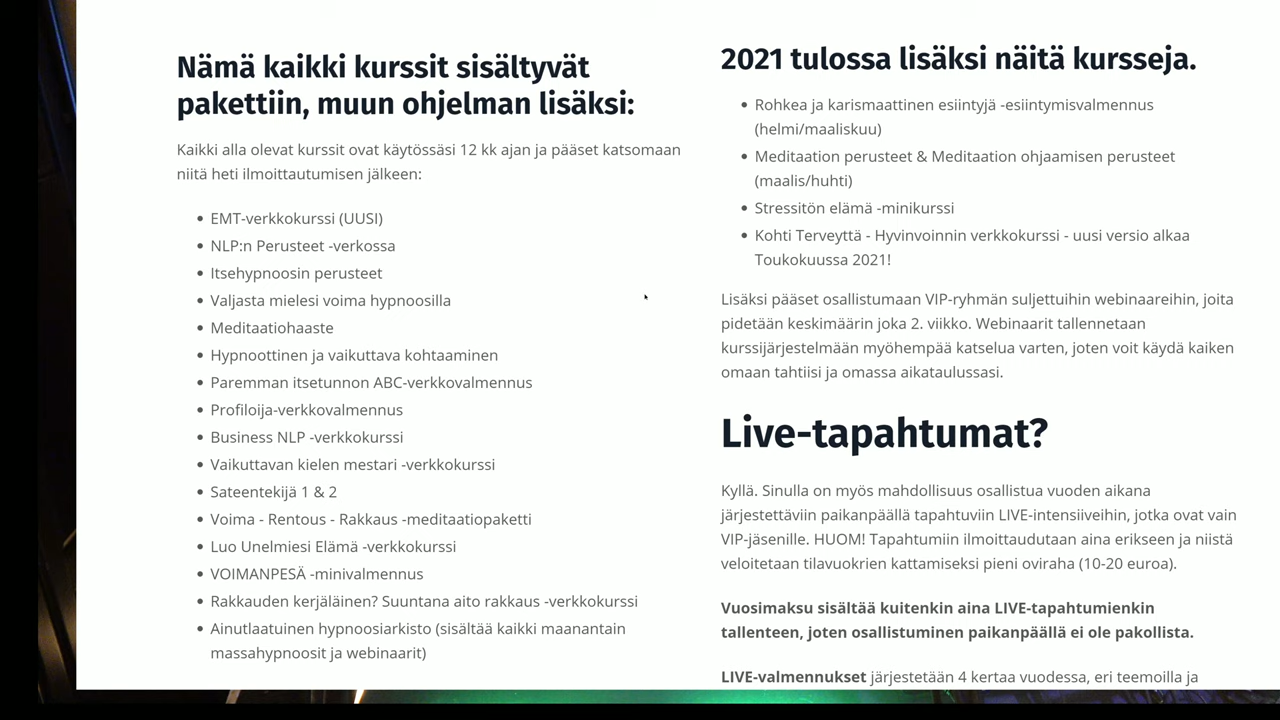 Nämä kaikki kurssit sisältyvät
pakettiin, muun ohjelman lisäksi:
Kaikki alla olevat kurssit ovat käytössäsi 12 kk ajan ja pääset katsomaan
niitä heti ilmoittautumisen jälkeen:
EMT-verkkokurssi (UUSI)
NLP:n Perusteet -verkossa
Itsehypnoosin perusteet
Valjasta mielesi voima hypnoosilla
Meditaatiohaaste
Hypnoottinen ja vaikuttava kohtaaminen
Paremman itsetunnon ABC-verkkovalmennus
Profiloija-verkkovalmennus
Business NLP -verkkokurssi
Vaikuttavan kielen mestari -verkkokurssi
Sateentekijä 1 & 2
Voima - Rentous - Rakkaus -meditaatiopaketti
Luo Unelmiesi Elämä -verkkokurssi
VOIMANPESÄ -minivalmennus
Rakkauden kerjäläinen? Suuntana aito rakkaus -verkkokurssi
Ainutlaatuinen hypnoosiarkisto (sisältää kaikki maanantain
massahypnoosit ja webinaarit)
2021 tulossa lisäksi näitä kursseja.
Rohkea ja karismaattinen esiintyjä -esiintymisvalmennus
(helmi/maaliskuu)
Meditaation perusteet & Meditaation ohjaamisen perusteet
(maalis/huhti)
Stressitön elämä -minikurssi
Kohti Terveyttä - Hyvinvoinnin verkkokurssi - uusi versio alkaa
Toukokuussa 2021!
Lisäksi pääset osallistumaan VIP-ryhmän suljettuihin webinaareihin, joita
pidetään keskimäärin joka 2. viikko. Webinaarit tallennetaan
kurssijärjestelmään myöhempää katselua varten, joten voit käydä kaiken
omaan tahtiisi ja omassa aikataulussasi.
Live-tapahtumat?
Kyllä. Sinulla on myös mahdollisuus osallistua vuoden aikana
järjestettäviin paikanpäällä tapahtuviin LIVE-intensiiveihin, jotka ovat vain
VIP-jäsenille. HUOM! Tapahtumiin ilmoittaudutaan aina erikseen ja niistä
veloitetaan tilavuokrien kattamiseksi pieni oviraha (10-20 euroa).
Vuosimaksu sisältää kuitenkin aina LIVE-tapahtumienkin
tallenteen, joten osallistuminen paikanpäällä ei ole pakollista.
LIVE-valmennukset järjestetään 4 kertaa vuodessa, eri teemoilla ja